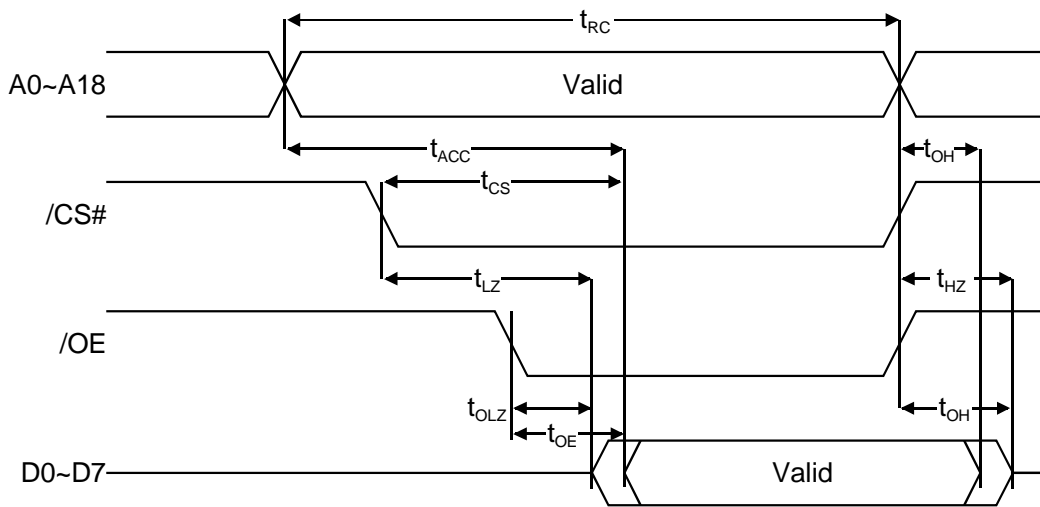 tRC
A0~A18
Valid
tACC
tOH
tCS
/CS#
tLZ
tHZ
/OE
tOLZ
tOH
tOE
D0~D7
Valid